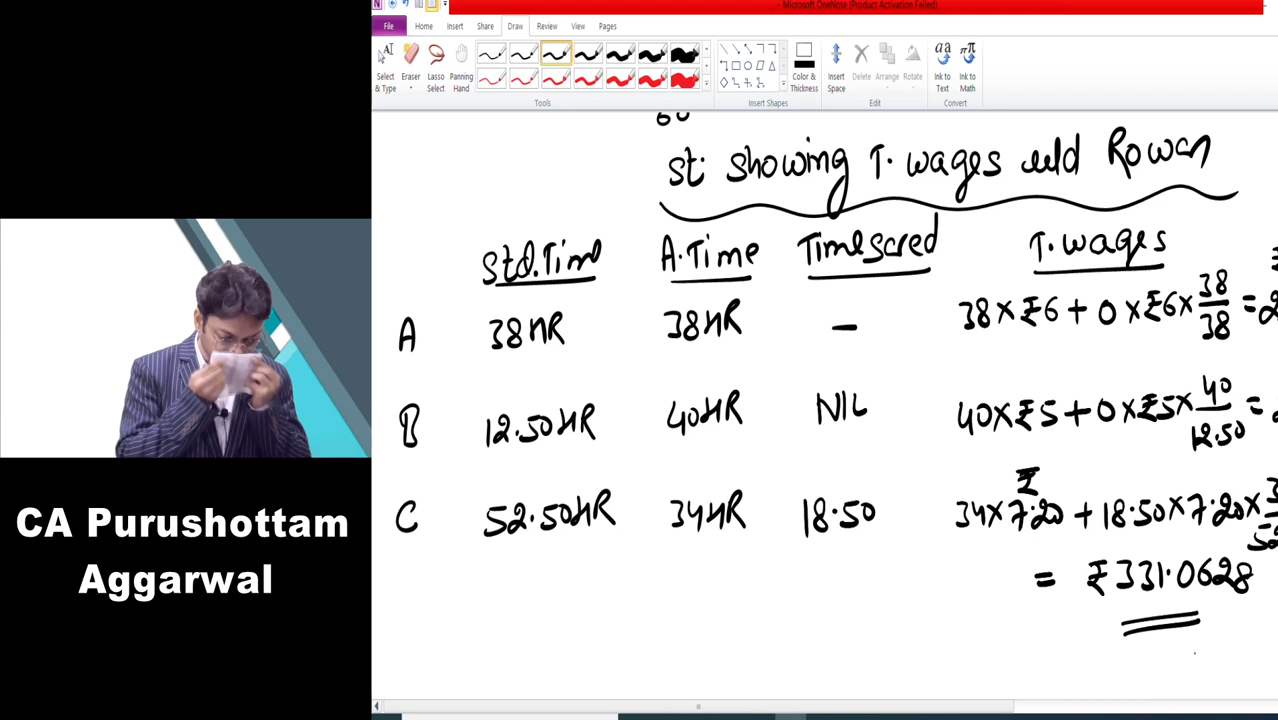 - Microsoft OneNote (Product Activation Failed)
File Home Insert Share Draw Review View Pages
Select & Type Eraser Lasso Select Panning Hand Color & Thickness Insert Space Delete Arrange Rotate Ink to Text Ink to Math
Tools Insert Shapes Edit Convert
st. showing T. wages Rowan
Std. Time A. Time T. wages
A 38HR 38HR — 38 × ₹6 + 0 × ₹6 × 38/38 =
B 12.50HR 40HR NIL 40 × ₹5 + 0 × ₹5 × 40/12.50 =
C 52.50HR 34HR 18.50 34 × ₹7.20 + 18.50 × 7.20 ×
= ₹331.0628
CA Purushottam
Aggarwal